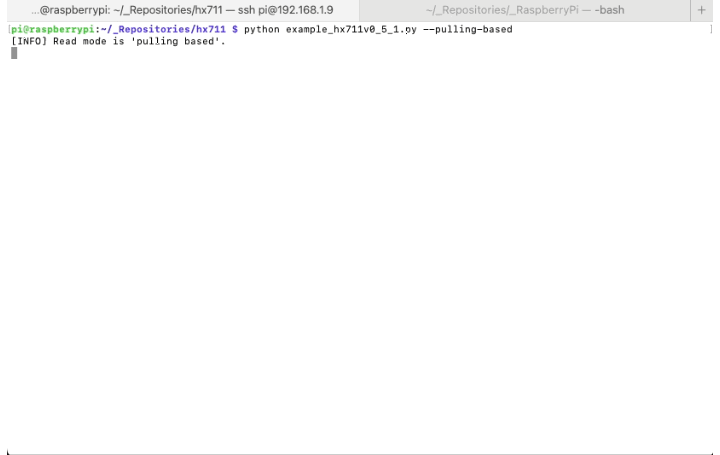 ...@raspberrypi: ~/_Repositories/hx711 — ssh pi@192.168.1.9
~/_Repositories/_RaspberryPi — -bash
+
[pi@raspberrypi:~/_Repositories/hx711 $ python example_hx711v0_5_1.py --pulling-based ]
[INFO] Read mode is 'pulling based'.